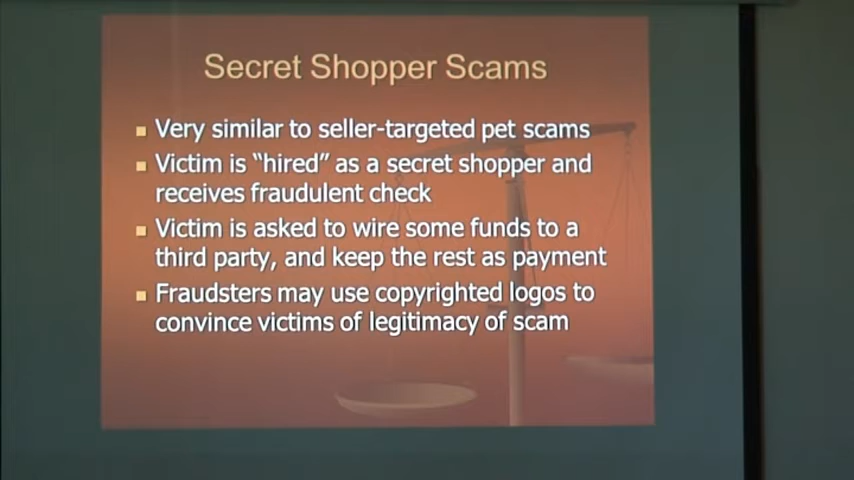 Secret Shopper Scams
Very similar to seller-targeted pet scams
Victim is “hired” as a secret shopper and
receives fraudulent check
Victim is asked to wire some funds to a
third party, and keep the rest as payment
Fraudsters may use copyrighted logos to
convince victims of legitimacy of scam